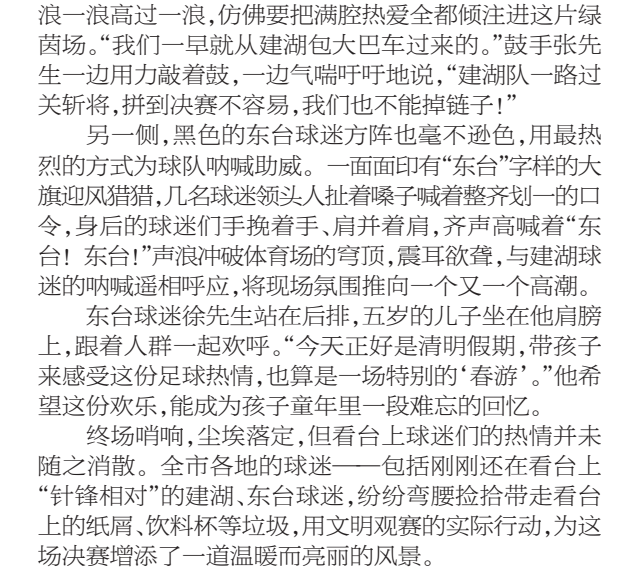 浪一浪高过一浪，仿佛要把满腔热爱全都倾注进这片绿
茵场。“我们一早就从建湖包大巴车过来的。”鼓手张先
生一边用力敲着鼓，一边气喘吁吁地说，“建湖队一路过
关斩将，拼到决赛不容易，我们也不能掉链子！”
另一侧，黑色的东台球迷方阵也毫不逊色，用最热
烈的方式为球队呐喊助威。一面面印有“东台”字样的大
旗迎风猎猎，几名球迷领头人扯着嗓子喊着整齐划一的口
令，身后的球迷们手挽着手、肩并着肩，齐声高喊着“东
台！东台！”声浪冲破体育场的穹顶，震耳欲聋，与建湖球
迷的呐喊遥相呼应，将现场氛围推向一个又一个高潮。
东台球迷徐先生站在后排，五岁的儿子坐在他肩膀
上，跟着人群一起欢呼。“今天正好是清明假期，带孩子
来感受这份足球热情，也算是一场特别的‘春游’。”他希
望这份欢乐，能成为孩子童年里一段难忘的回忆。
终场哨响，尘埃落定，但看台上球迷们的热情并未
随之消散。全市各地的球迷——包括刚刚还在看台上
“针锋相对”的建湖、东台球迷，纷纷弯腰捡拾带走看台
上的纸屑、饮料杯等垃圾，用文明观赛的实际行动，为这
场决赛增添了一道温暖而亮丽的风景。